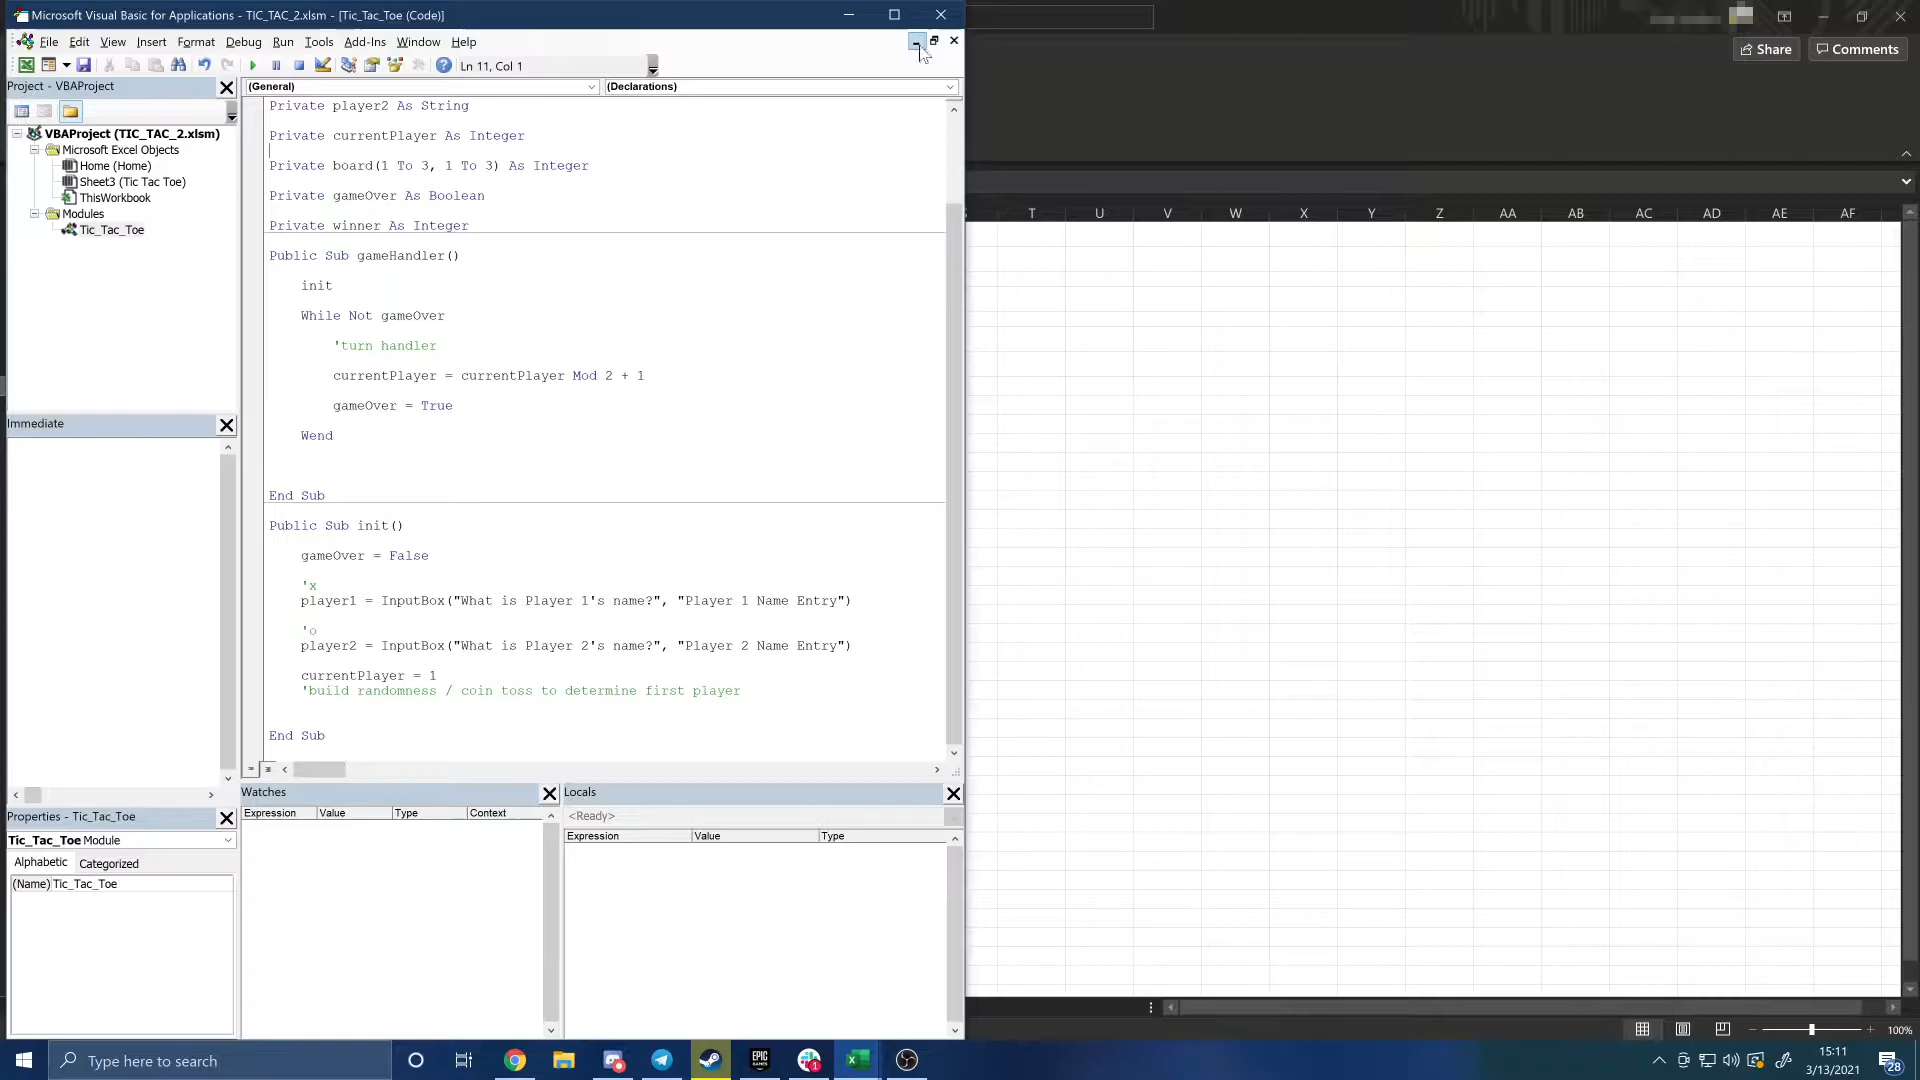 Microsoft Visual Basic for Applications - TIC_TAC_2.xlsm - [Tic_Tac_Toe (Code)]
File Edit View Insert Format Debug Run Tools Add-Ins Window Help
Share Comments
Ln 11, Col 1
Project - VBAProject
(General) (Declarations)
VBAProject (TIC_TAC_2.xlsm)
Microsoft Excel Objects
Home (Home)
Sheet3 (Tic Tac Toe)
ThisWorkbook
Modules
Tic_Tac_Toe
Private player2 As String
Private currentPlayer As Integer
Private board(1 To 3, 1 To 3) As Integer
Private gameOver As Boolean
Private winner As Integer
Public Sub gameHandler()
init
While Not gameOver
'turn handler
currentPlayer = currentPlayer Mod 2 + 1
gameOver = True
Wend
End Sub
Public Sub init()
gameOver = False
'x
player1 = InputBox("What is Player 1's name?", "Player 1 Name Entry")
'o
player2 = InputBox("What is Player 2's name?", "Player 2 Name Entry")
currentPlayer = 1
'build randomness / coin toss to determine first player
End Sub
T U V W X Y Z AA AB AC AD AE AF
Immediate
Properties - Tic_Tac_Toe
Tic_Tac_Toe Module
Alphabetic Categorized
(Name) Tic_Tac_Toe
Watches
Expression Value Type Context
Locals
<Ready>
Expression Value Type
100%
Type here to search
EPIC GAMES
1
15:11
3/13/2021
28